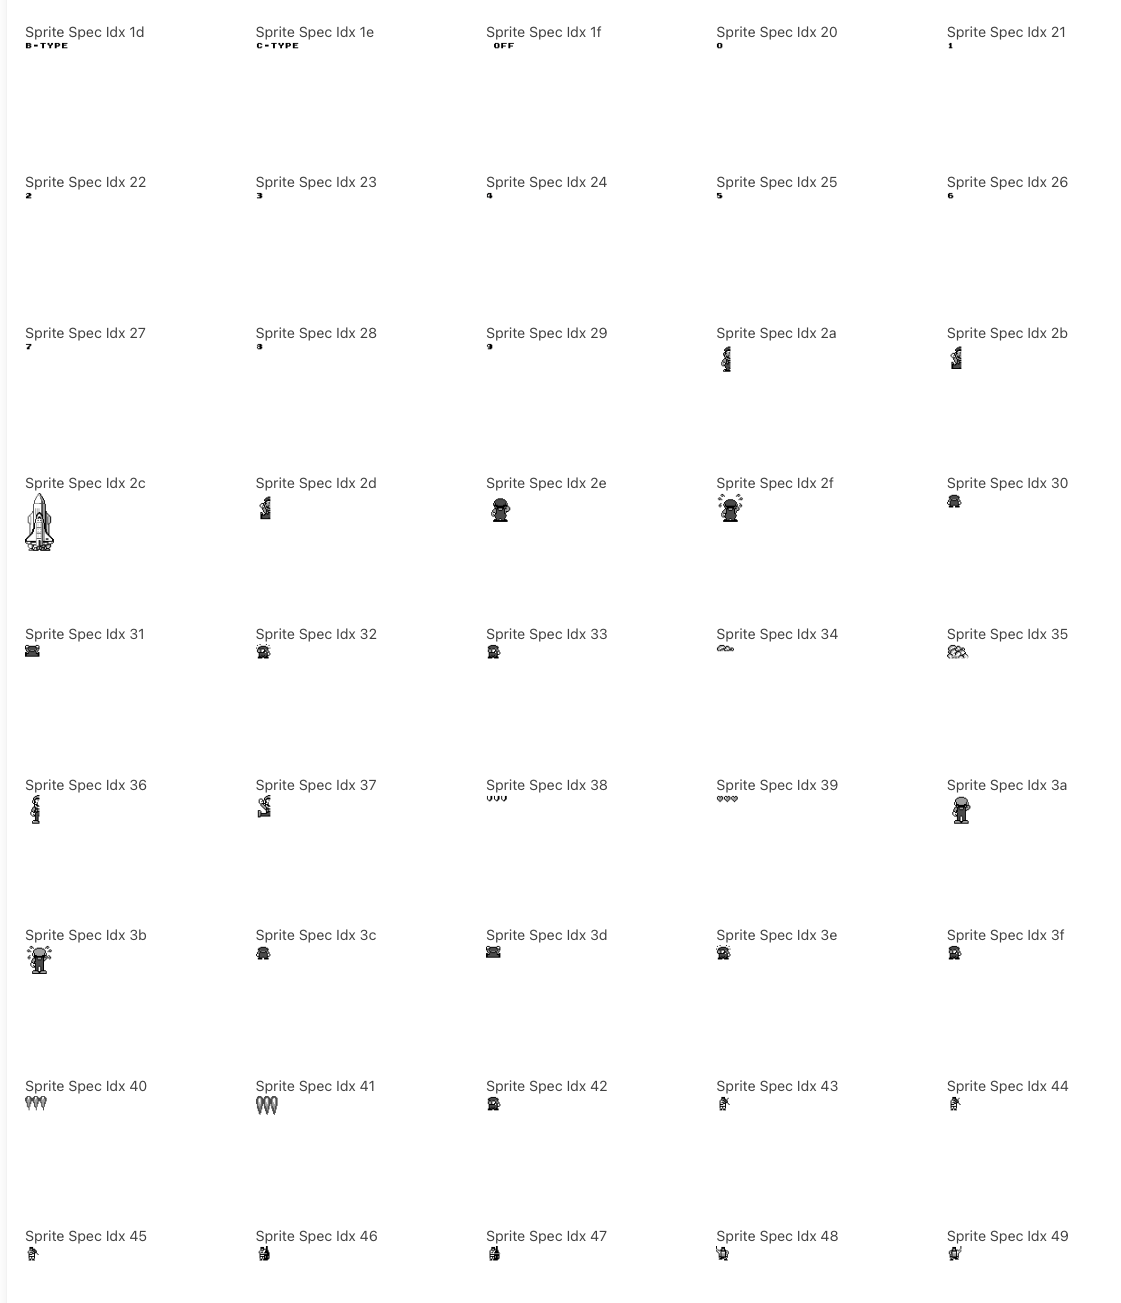 Sprite Spec Idx 1d Sprite Spec Idx 1e Sprite Spec Idx 1f Sprite Spec Idx 20 Sprite Spec Idx 21
B-TYPE C-TYPE OFF 0 1
Sprite Spec Idx 22 Sprite Spec Idx 23 Sprite Spec Idx 24 Sprite Spec Idx 25 Sprite Spec Idx 26
2 3 4 5 6
Sprite Spec Idx 27 Sprite Spec Idx 28 Sprite Spec Idx 29 Sprite Spec Idx 2a Sprite Spec Idx 2b
7 8 9
Sprite Spec Idx 2c Sprite Spec Idx 2d Sprite Spec Idx 2e Sprite Spec Idx 2f Sprite Spec Idx 30
Sprite Spec Idx 31 Sprite Spec Idx 32 Sprite Spec Idx 33 Sprite Spec Idx 34 Sprite Spec Idx 35
Sprite Spec Idx 36 Sprite Spec Idx 37 Sprite Spec Idx 38 Sprite Spec Idx 39 Sprite Spec Idx 3a
Sprite Spec Idx 3b Sprite Spec Idx 3c Sprite Spec Idx 3d Sprite Spec Idx 3e Sprite Spec Idx 3f
Sprite Spec Idx 40 Sprite Spec Idx 41 Sprite Spec Idx 42 Sprite Spec Idx 43 Sprite Spec Idx 44
Sprite Spec Idx 45 Sprite Spec Idx 46 Sprite Spec Idx 47 Sprite Spec Idx 48 Sprite Spec Idx 49